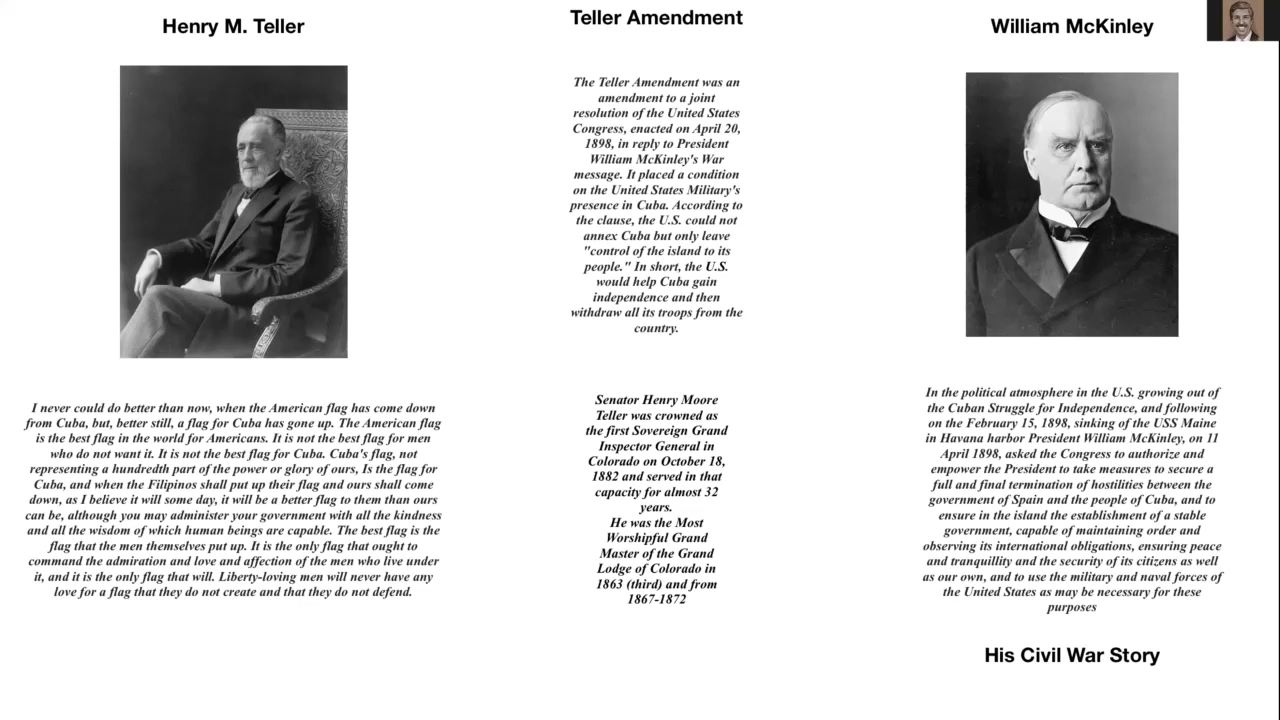 Henry M. Teller
I never could do better than now, when the American flag has come down
from Cuba, but, better still, a flag for Cuba has gone up. The American flag
is the best flag in the world for Americans. It is not the best flag for men
who do not want it. It is not the best flag for Cuba. Cuba's flag, not
representing a hundredth part of the power or glory of ours, Is the flag for
Cuba, and when the Filipinos shall put up their flag and ours shall come
down, as I believe it will some day, it will be a better flag to them than ours
can be, although you may administer your government with all the kindness
and all the wisdom of which human beings are capable. The best flag is the
flag that the men themselves put up. It is the only flag that ought to
command the admiration and love and affection of the men who live under
it, and it is the only flag that will. Liberty-loving men will never have any
love for a flag that they do not create and that they do not defend.
Teller Amendment
The Teller Amendment was an
amendment to a joint
resolution of the United States
Congress, enacted on April 20,
1898, in reply to President
William McKinley's War
message. It placed a condition
on the United States Military's
presence in Cuba. According to
the clause, the U.S. could not
annex Cuba but only leave
"control of the island to its
people." In short, the U.S.
would help Cuba gain
independence and then
withdraw all its troops from the
country.
Senator Henry Moore
Teller was crowned as
the first Sovereign Grand
Inspector General in
Colorado on October 18,
1882 and served in that
capacity for almost 32
years.
He was the Most
Worshipful Grand
Master of the Grand
Lodge of Colorado in
1863 (third) and from
1867-1872
William McKinley
In the political atmosphere in the U.S. growing out of
the Cuban Struggle for Independence, and following
on the February 15, 1898, sinking of the USS Maine
in Havana harbor President William McKinley, on 11
April 1898, asked the Congress to authorize and
empower the President to take measures to secure a
full and final termination of hostilities between the
government of Spain and the people of Cuba, and to
ensure in the island the establishment of a stable
government, capable of maintaining order and
observing its international obligations, ensuring peace
and tranquillity and the security of its citizens as well
as our own, and to use the military and naval forces of
the United States as may be necessary for these
purposes
His Civil War Story